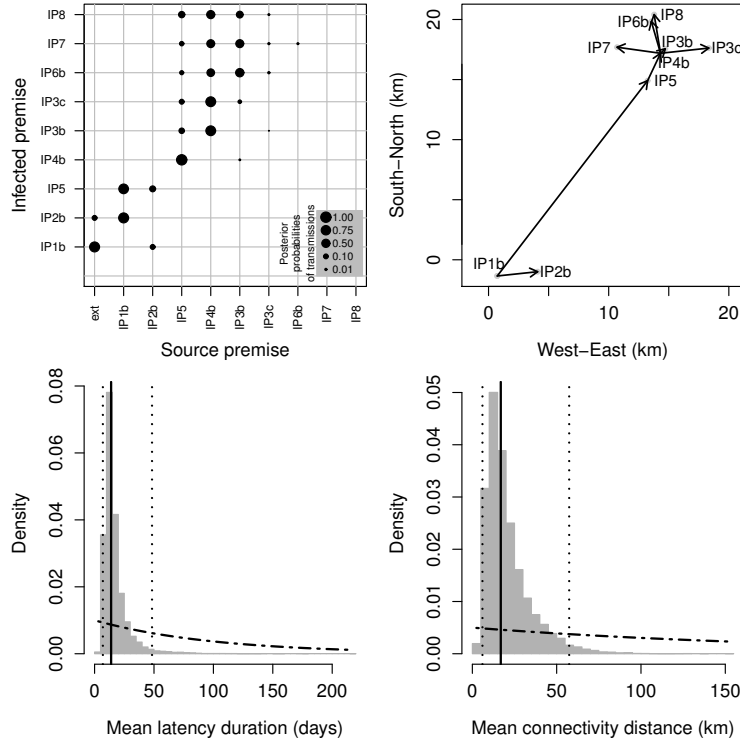 Infected premise
IP8
IP7
IP6b
IP3c
IP3b
IP4b
IP5
IP2b
IP1b
Posterior
probabilities
of transmissions
1.00
0.75
0.50
0.10
0.01
ext
IP1b
IP2b
IP5
IP4b
IP3b
IP3c
IP6b
IP7
IP8
Source premise
South−North (km)
20
10
0
IP8
IP6b
IP7
IP3b
IP3c
IP4b
IP5
IP1b
IP2b
0
10
20
West−East (km)
Density
0.08
0.06
0.04
0.02
0.00
0
50
100
150
200
Mean latency duration (days)
Density
0.05
0.04
0.03
0.02
0.01
0.00
0
50
100
150
Mean connectivity distance (km)